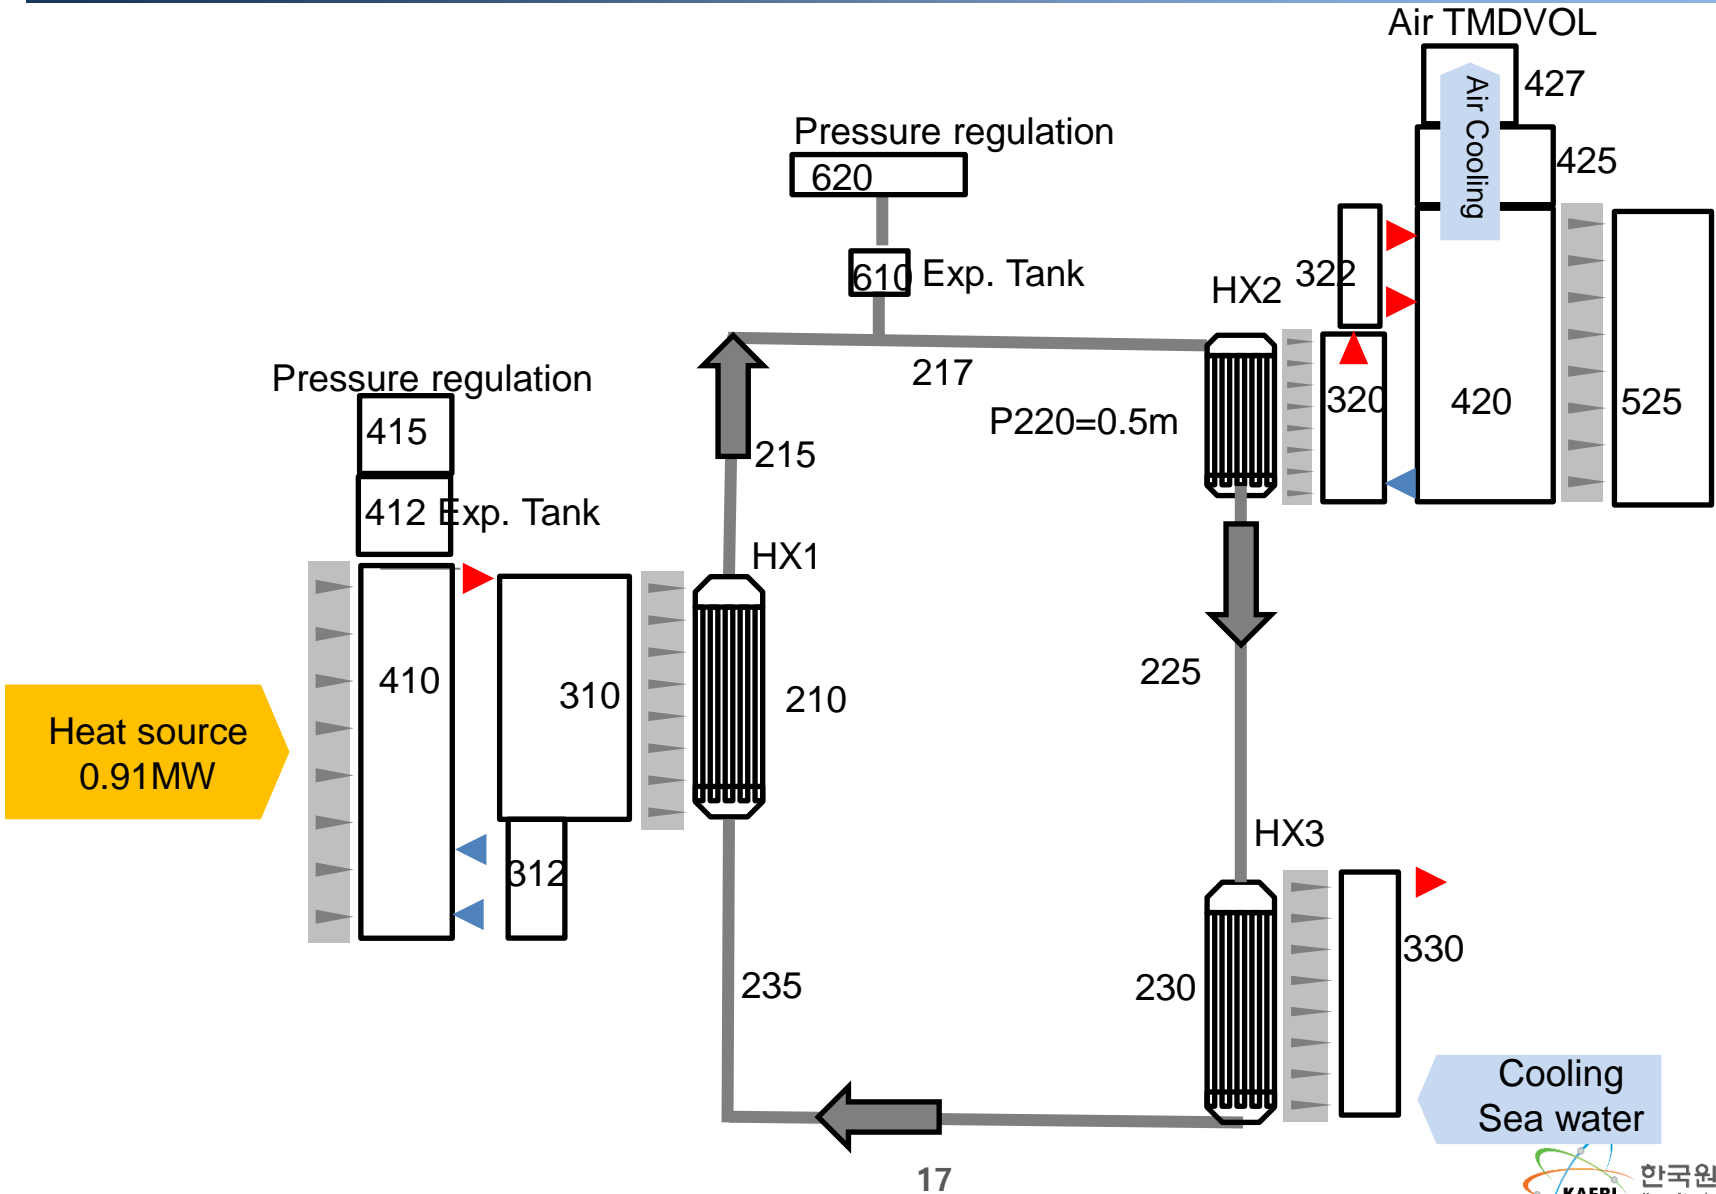 Air TMDVOL
427
Air Cooling
425
Pressure regulation
620
610 Exp. Tank
HX2
322
217
P220=0.5m
320
420
525
Pressure regulation
415
412 Exp. Tank
215
HX1
410
310
210
225
Heat source
0.91MW
312
HX3
330
235
230
Cooling
Sea water
17
KAERI
한국원